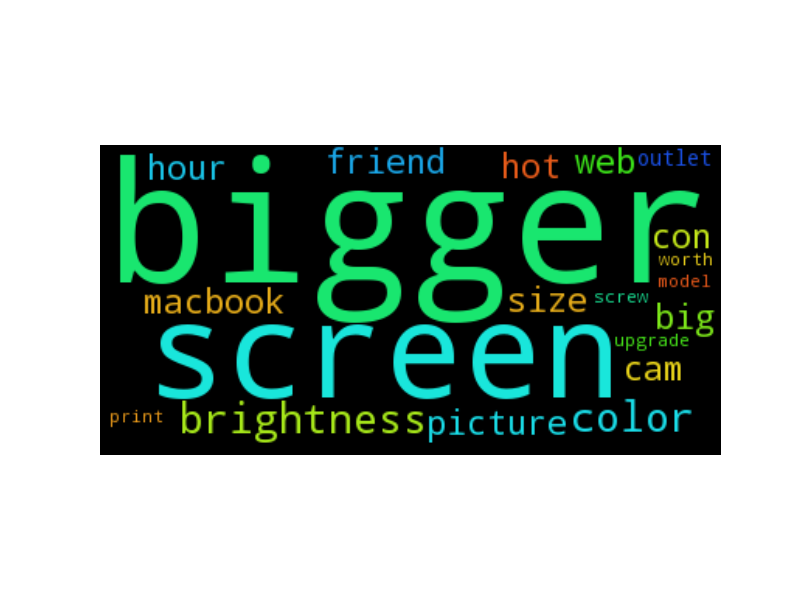 hour friend hot web outlet
bigger
con
worth
model
macbook size screw
big
screen
upgrade
cam
print brightness picture color